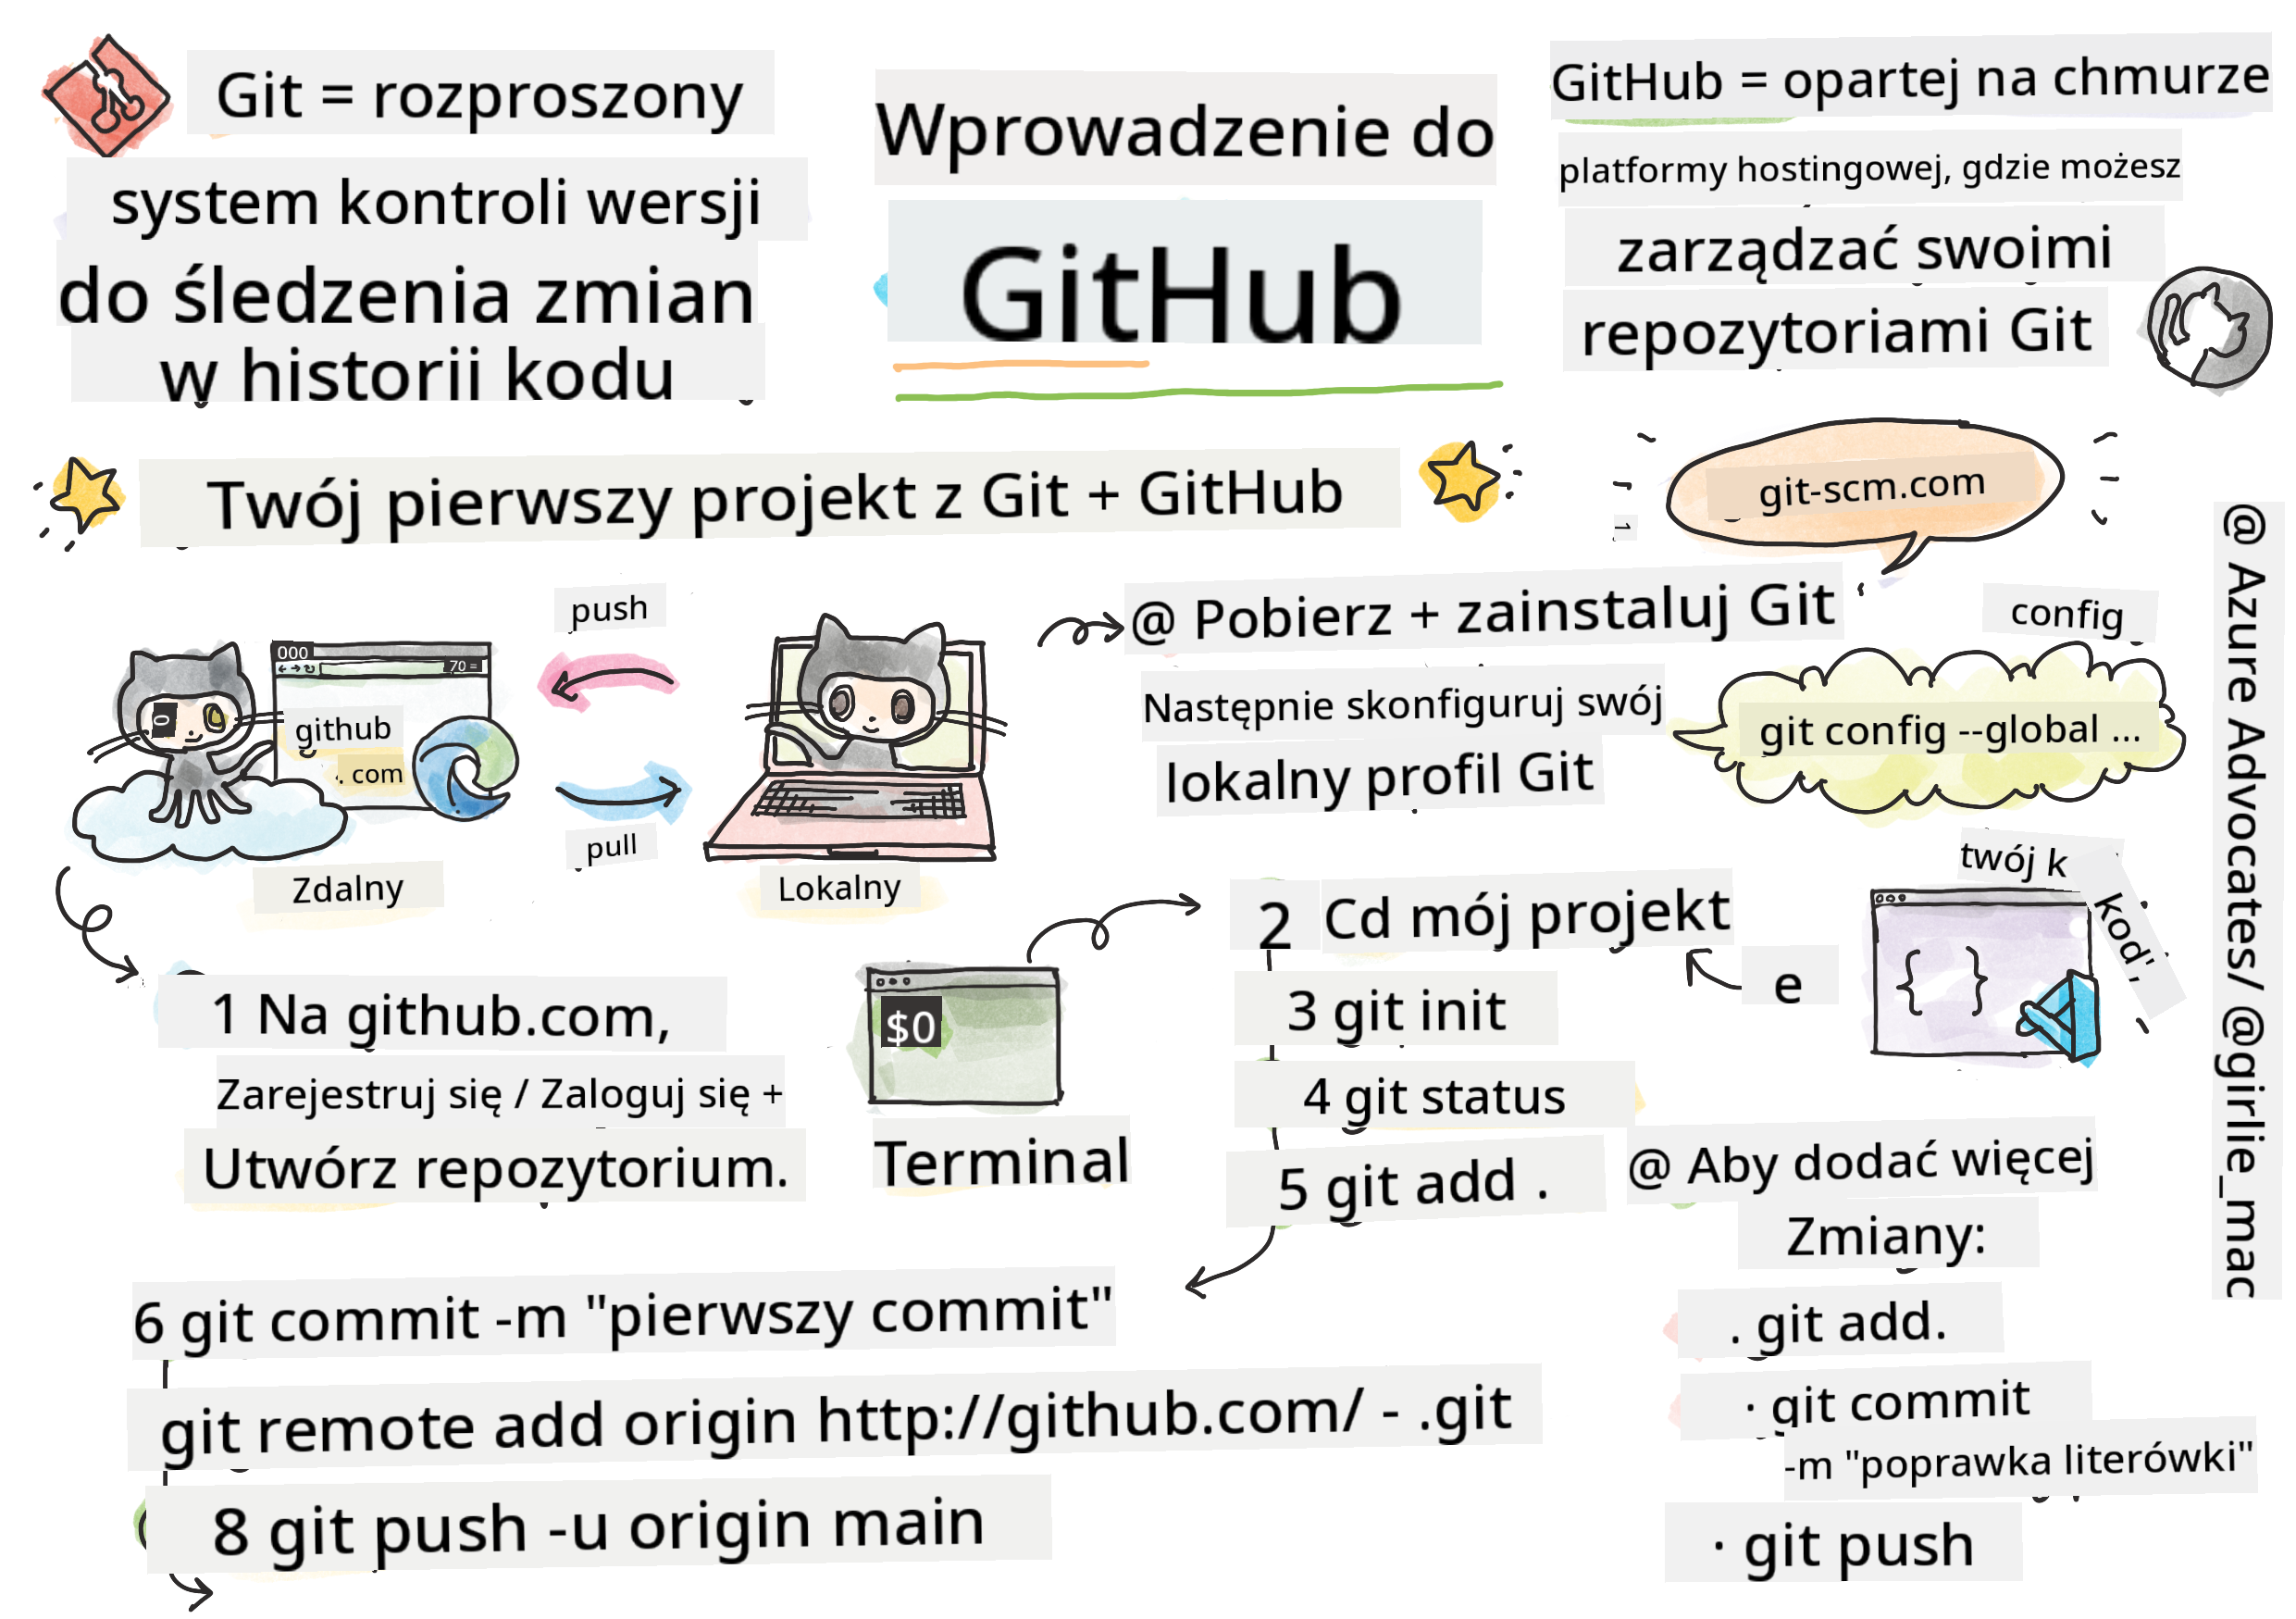 Git = rozproszony
system kontroli wersji
do śledzenia zmian
w historii kodu
Wprowadzenie do
GitHub
GitHub = opartej na chmurze
platformy hostingowej, gdzie możesz
zarządzać swoimi
repozytoriami Git
Twój pierwszy projekt z Git + GitHub
git-scm.com
1
push
000
70 =
0
github
. com
pull
Zdalny
Lokalny
@ Pobierz + zainstaluj Git
Następnie skonfiguruj swój
lokalny profil Git
config
git config --global ...
@ Azure Advocates/ @girlie_mac
1 Na github.com,
Zarejestruj się / Zaloguj się +
Utwórz repozytorium.
$0
Terminal
2 Cd mój projekt
3 git init
4 git status
5 git add .
e
twój k
kod',
{ }
6 git commit -m "pierwszy commit"
git remote add origin http://github.com/ - .git
8 git push -u origin main
@ Aby dodać więcej
Zmiany:
. git add.
· git commit
-m "poprawka literówki"
· git push